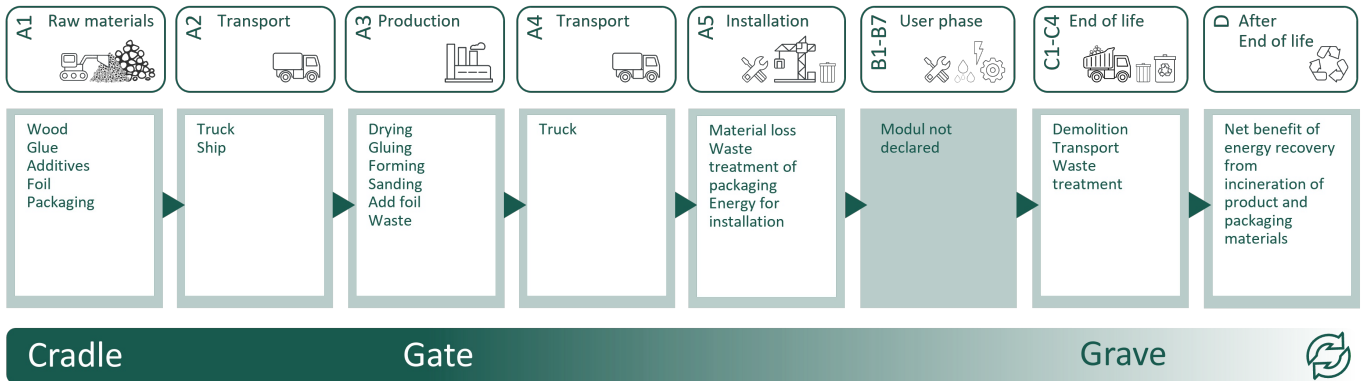 A1 Raw materials
A2 Transport
A3 Production
A4 Transport
A5 Installation
B1-B7 User phase
C1-C4 End of life
D After
End of life
Wood
Glue
Additives
Foil
Packaging
Truck
Ship
Drying
Gluing
Forming
Sanding
Add foil
Waste
Truck
Material loss
Waste
treatment of
packaging
Energy for
installation
Modul not
declared
Demolition
Transport
Waste
treatment
Net benefit of
energy recovery
from
incineration of
product and
packaging
materials
Cradle
Gate
Grave